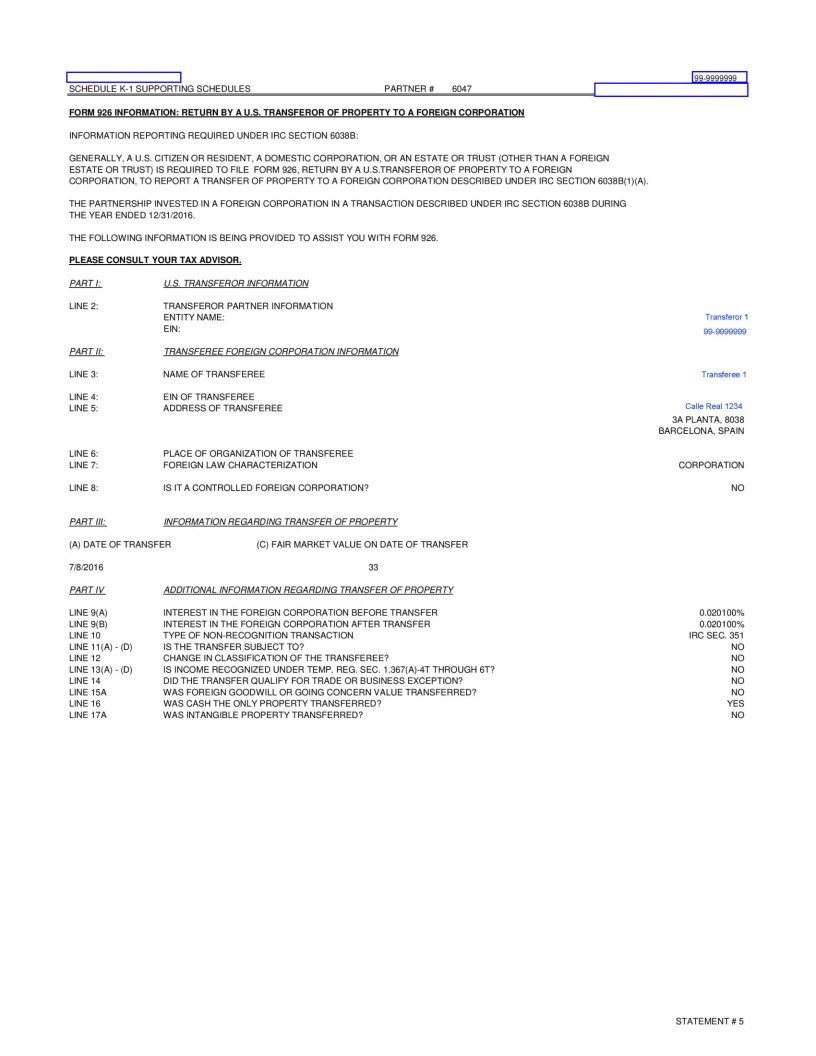 99-9999999
SCHEDULE K-1 SUPPORTING SCHEDULES PARTNER # 6047
FORM 926 INFORMATION: RETURN BY A U.S. TRANSFEROR OF PROPERTY TO A FOREIGN CORPORATION
INFORMATION REPORTING REQUIRED UNDER IRC SECTION 6038B:
GENERALLY, A U.S. CITIZEN OR RESIDENT, A DOMESTIC CORPORATION, OR AN ESTATE OR TRUST (OTHER THAN A FOREIGN
ESTATE OR TRUST) IS REQUIRED TO FILE FORM 926, RETURN BY A U.S.TRANSFEROR OF PROPERTY TO A FOREIGN
CORPORATION, TO REPORT A TRANSFER OF PROPERTY TO A FOREIGN CORPORATION DESCRIBED UNDER IRC SECTION 6038B(1)(A).
THE PARTNERSHIP INVESTED IN A FOREIGN CORPORATION IN A TRANSACTION DESCRIBED UNDER IRC SECTION 6038B DURING
THE YEAR ENDED 12/31/2016.
THE FOLLOWING INFORMATION IS BEING PROVIDED TO ASSIST YOU WITH FORM 926.
PLEASE CONSULT YOUR TAX ADVISOR.
PART I: U.S. TRANSFEROR INFORMATION
LINE 2: TRANSFEROR PARTNER INFORMATION
ENTITY NAME: Transferor 1
EIN: 99-9999999
PART II: TRANSFEREE FOREIGN CORPORATION INFORMATION
LINE 3: NAME OF TRANSFEREE Transferee 1
LINE 4: EIN OF TRANSFEREE
LINE 5: ADDRESS OF TRANSFEREE Calle Real 1234
3A PLANTA, 8038
BARCELONA, SPAIN
LINE 6: PLACE OF ORGANIZATION OF TRANSFEREE
LINE 7: FOREIGN LAW CHARACTERIZATION CORPORATION
LINE 8: IS IT A CONTROLLED FOREIGN CORPORATION? NO
PART III: INFORMATION REGARDING TRANSFER OF PROPERTY
(A) DATE OF TRANSFER (C) FAIR MARKET VALUE ON DATE OF TRANSFER
7/8/2016 33
PART IV ADDITIONAL INFORMATION REGARDING TRANSFER OF PROPERTY
LINE 9(A) INTEREST IN THE FOREIGN CORPORATION BEFORE TRANSFER 0.020100%
LINE 9(B) INTEREST IN THE FOREIGN CORPORATION AFTER TRANSFER 0.020100%
LINE 10 TYPE OF NON-RECOGNITION TRANSACTION IRC SEC. 351
LINE 11(A) - (D) IS THE TRANSFER SUBJECT TO? NO
LINE 12 CHANGE IN CLASSIFICATION OF THE TRANSFEREE? NO
LINE 13(A) - (D) IS INCOME RECOGNIZED UNDER TEMP. REG. SEC. 1.367(A)-4T THROUGH 6T? NO
LINE 14 DID THE TRANSFER QUALIFY FOR TRADE OR BUSINESS EXCEPTION? NO
LINE 15A WAS FOREIGN GOODWILL OR GOING CONCERN VALUE TRANSFERRED? NO
LINE 16 WAS CASH THE ONLY PROPERTY TRANSFERRED? YES
LINE 17A WAS INTANGIBLE PROPERTY TRANSFERRED? NO
STATEMENT # 5